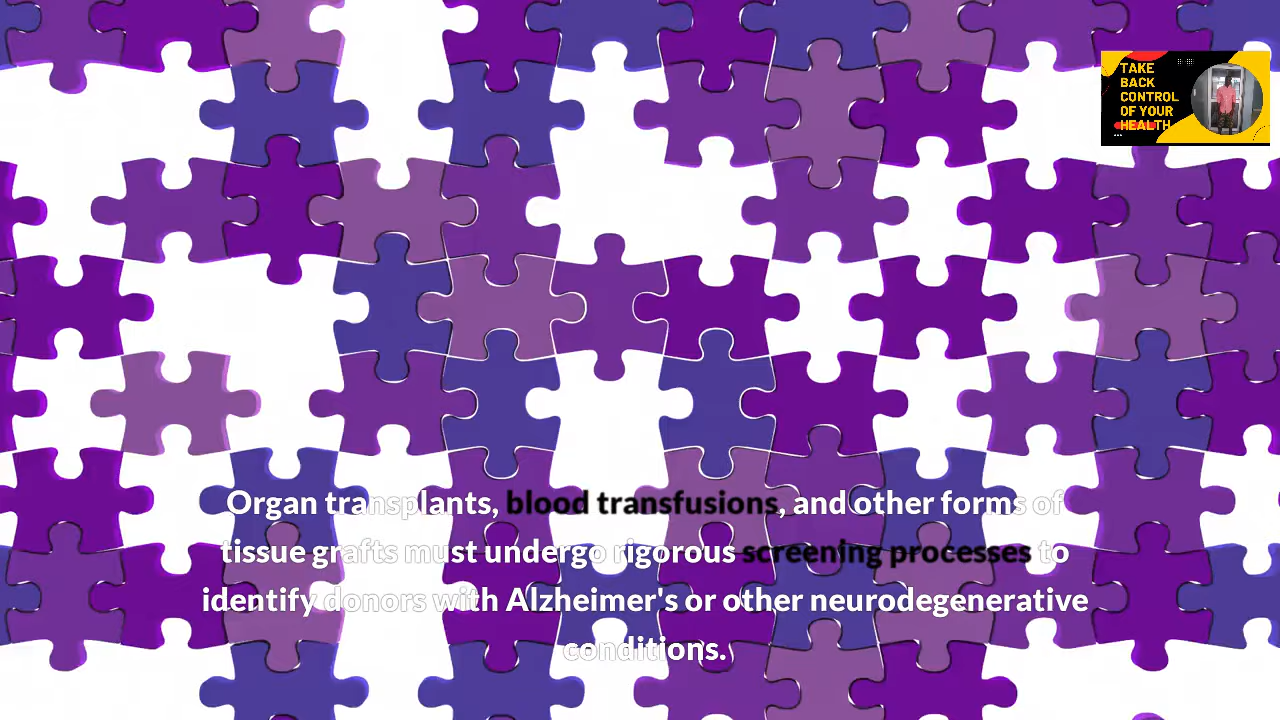 TAKE
BACK
CONTROL
OF YOUR
HEALTH
Organ transplants, blood transfusions, and other forms of
tissue grafts must undergo rigorous screening processes to
identify donors with Alzheimer's or other neurodegenerative
conditions.